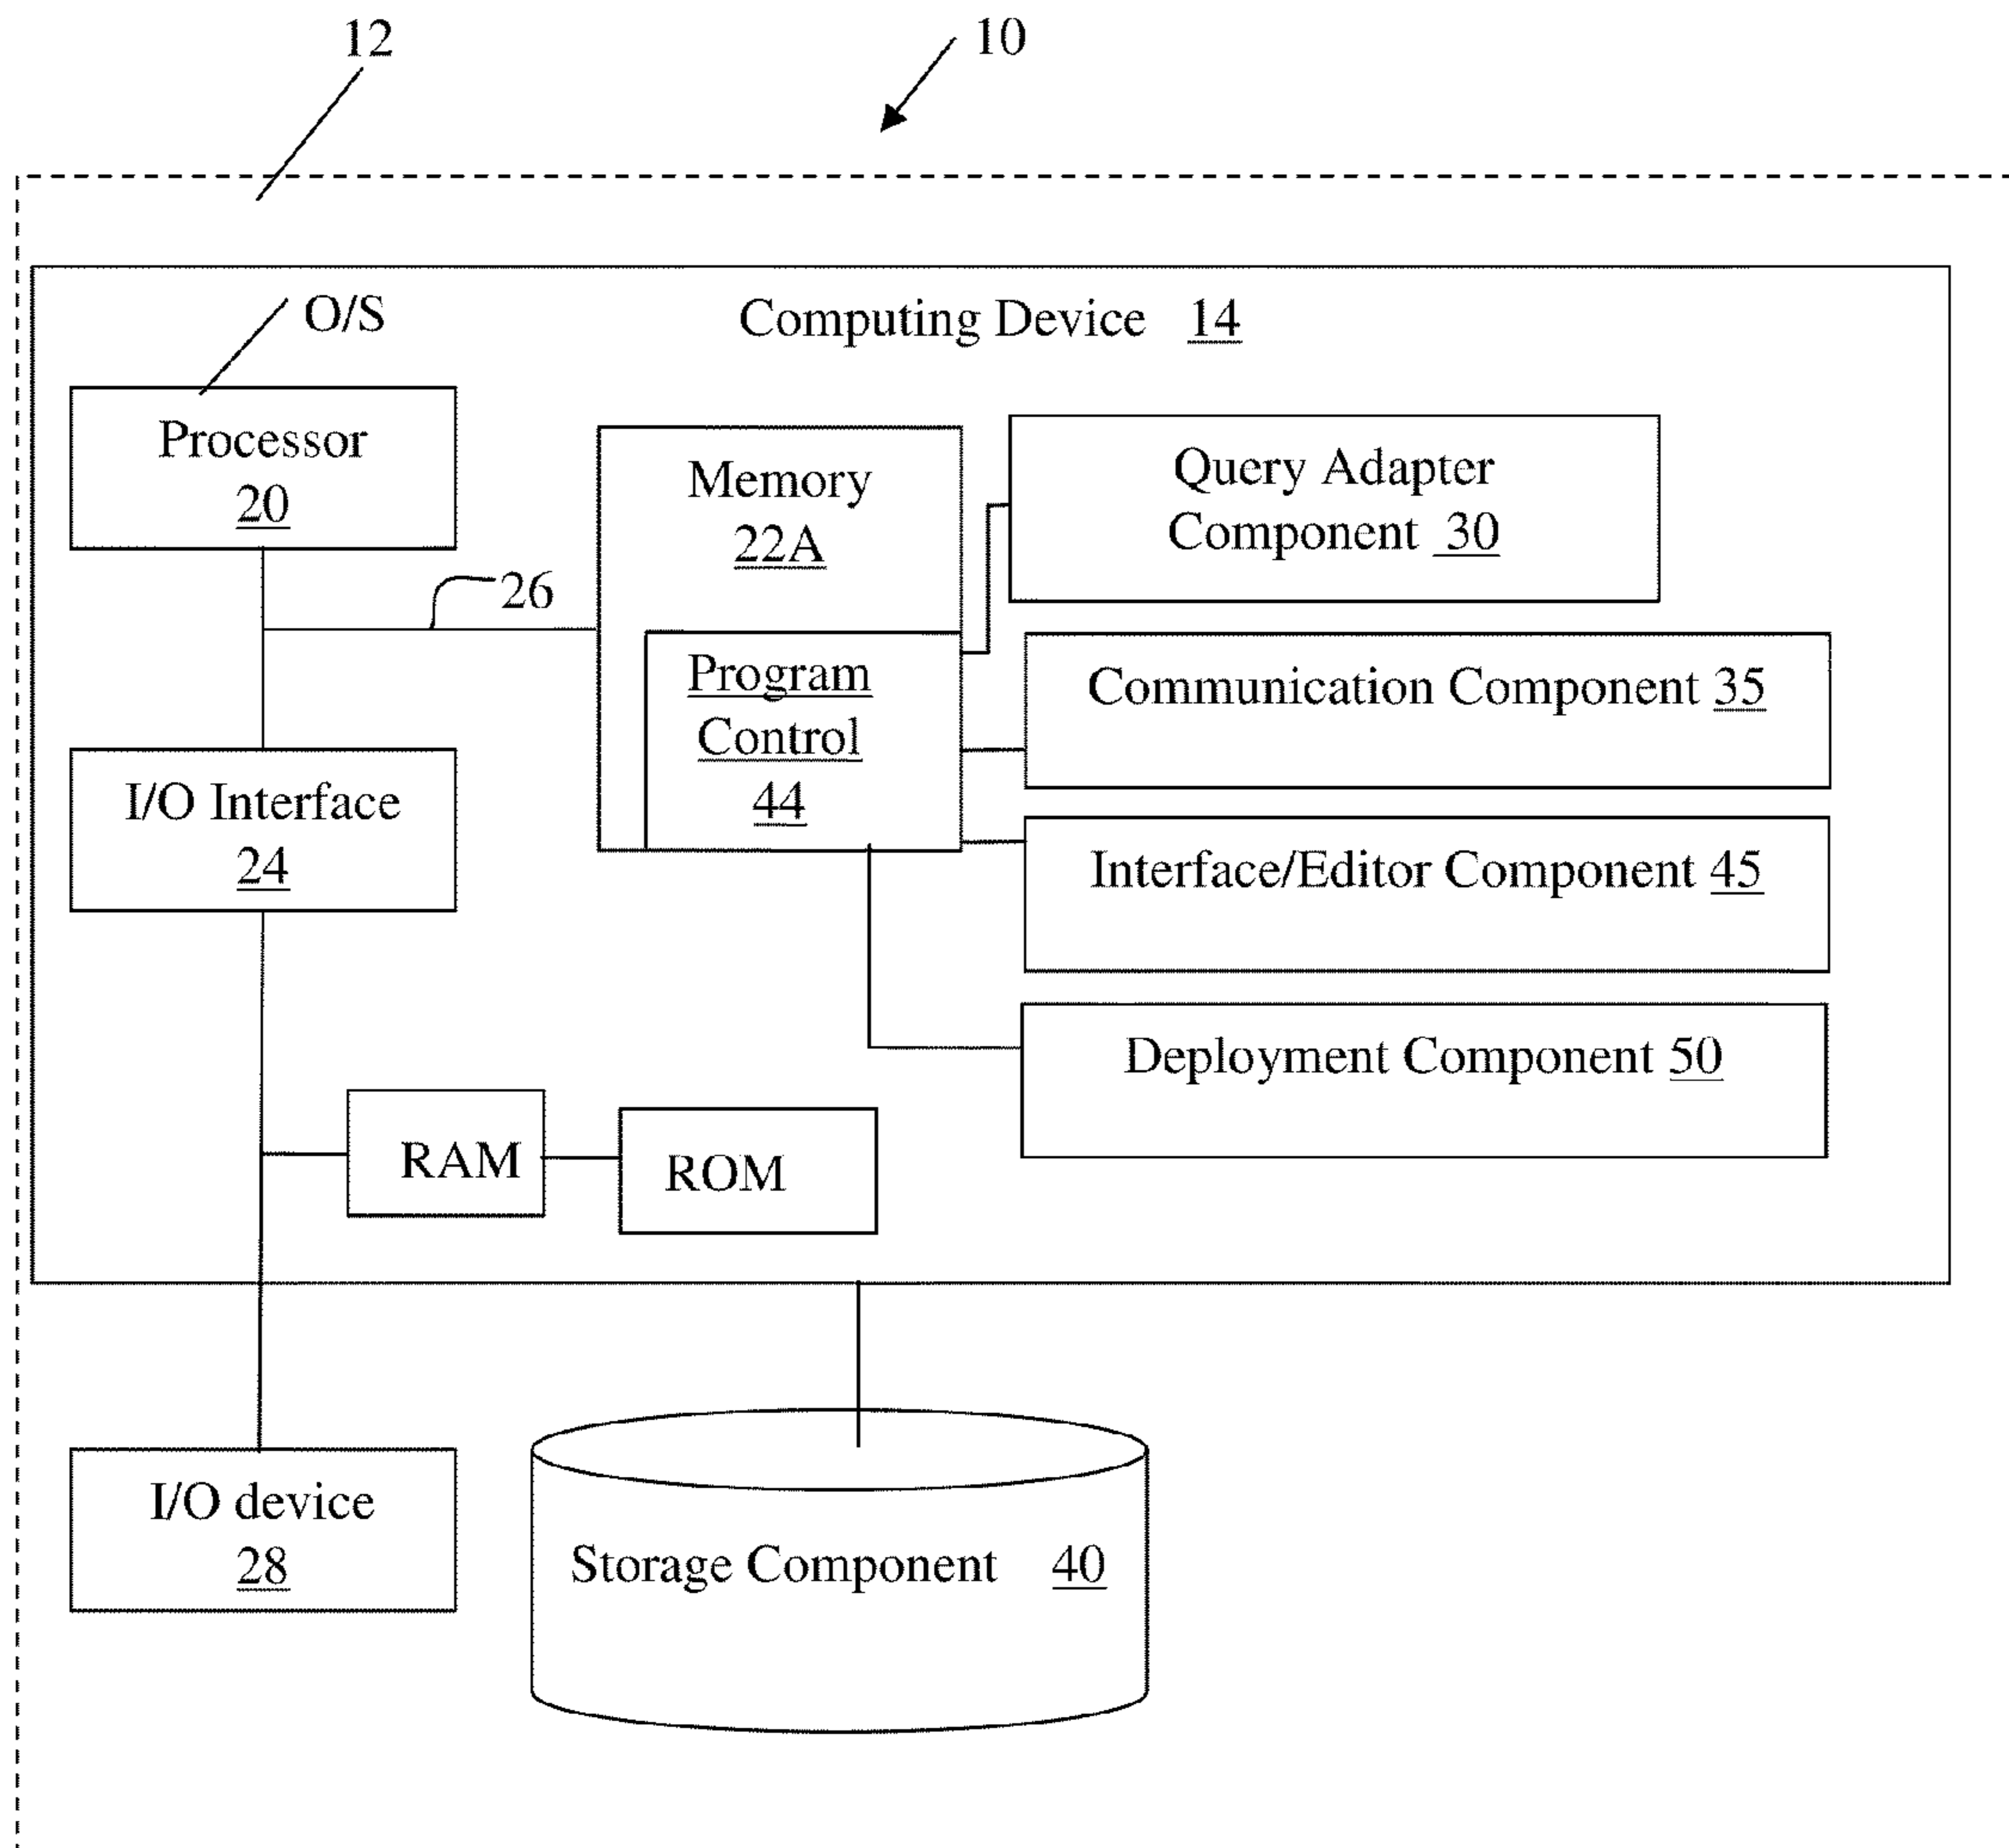 12
10
O/S
Computing Device 14
Processor
20
Memory
22A
Query Adapter
Component 30
26
Program
Control
44
Communication Component 35
I/O Interface
24
Interface/Editor Component 45
Deployment Component 50
RAM
ROM
I/O device
28
Storage Component 40